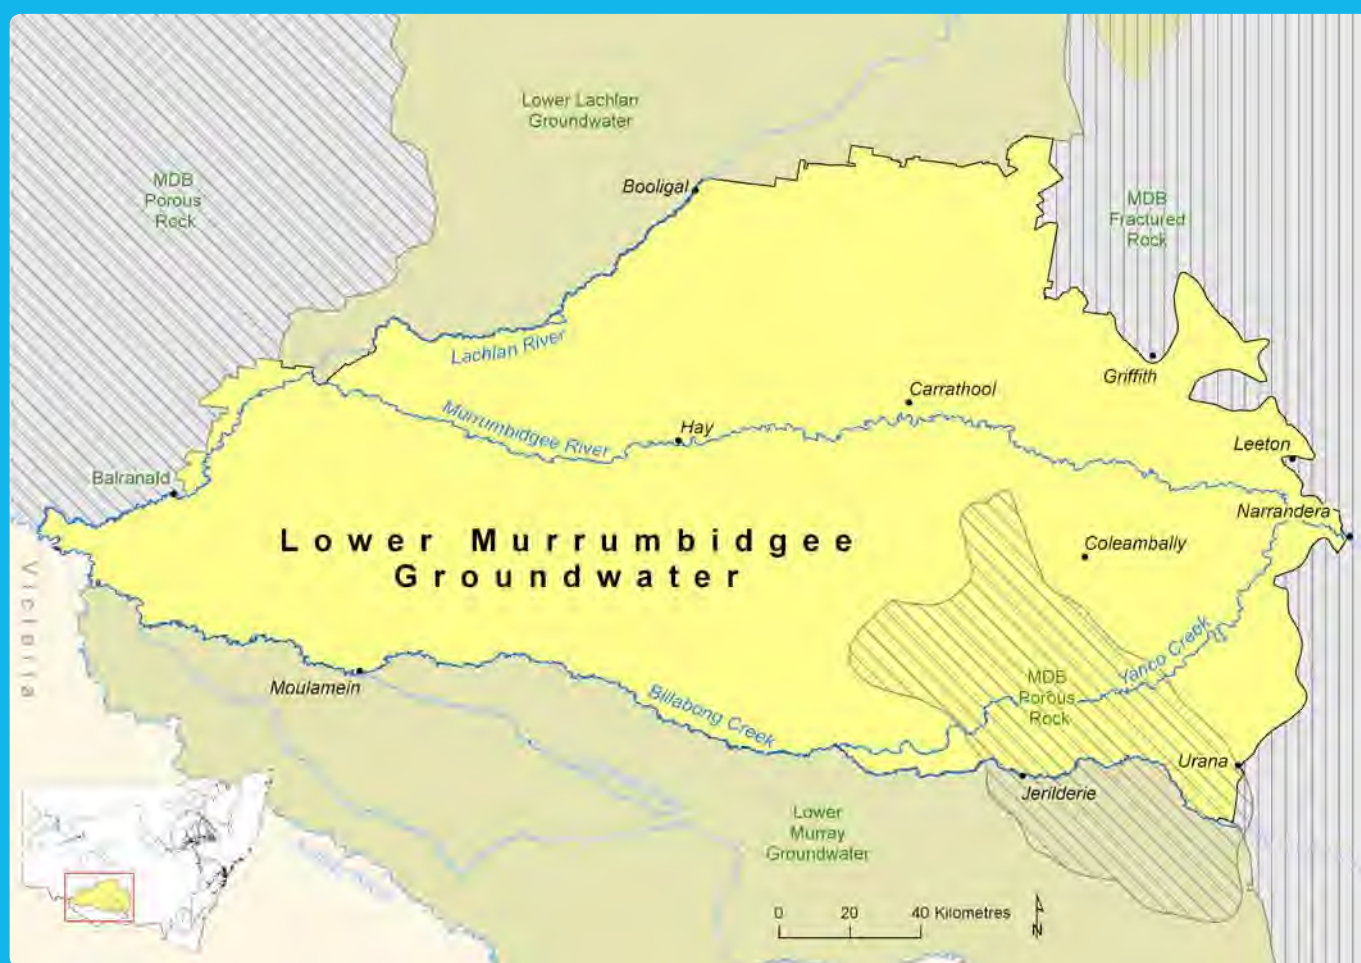 Lower Lachlan
Groundwater
MDB
Porous
Rock
Booligal
MDB
Fractured
Rock
Lachlan River
Griffith
Carrathool
Murrumbidgee River
Hay
Leeton
Balranald
Narrandera
Lower Murrumbidgee
Groundwater
Coleambally
Victoria
Yanco Creek
Moulamein
MDB
Porous
Rock
Billabong Creek
Urana
Jerilderie
Lower
Murray
Groundwater
0 20 40 Kilometres
N